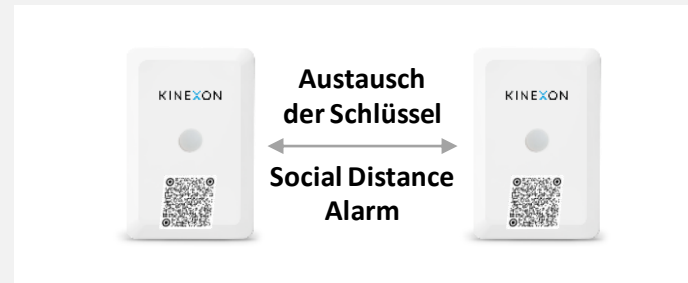 KINEXON
KINEXON
Austausch
der Schlüssel
Social Distance
Alarm